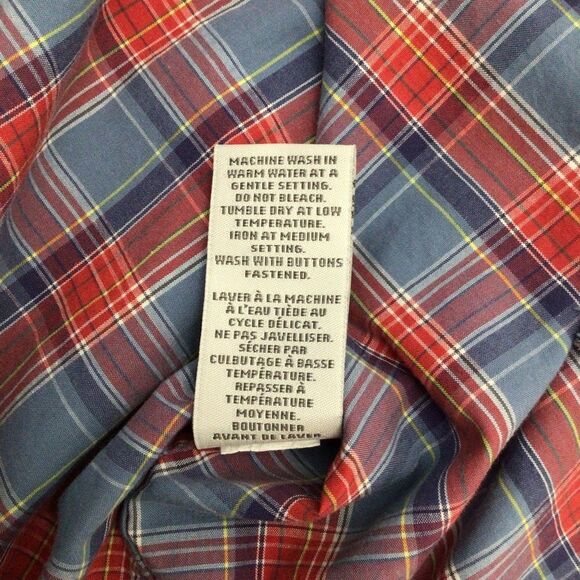 MACHINE WASH IN
WARM WATER AT A
GENTLE SETTING.
DO NOT BLEACH.
TUMBLE DRY AT LOW
TEMPERATURE.
IRON AT MEDIUM
SETTING.
WASH WITH BUTTONS
FASTENED.
LAVER À LA MACHINE
À L'EAU TIÈDE AU
CYCLE DÉLICAT.
NE PAS JAVELLISER.
SÉCHER PAR
CULBUTAGE À BASSE
TEMPÉRATURE.
REPASSER À
TEMPÉRATURE
MOYENNE.
BOUTONNER
AVANT DE LAVER